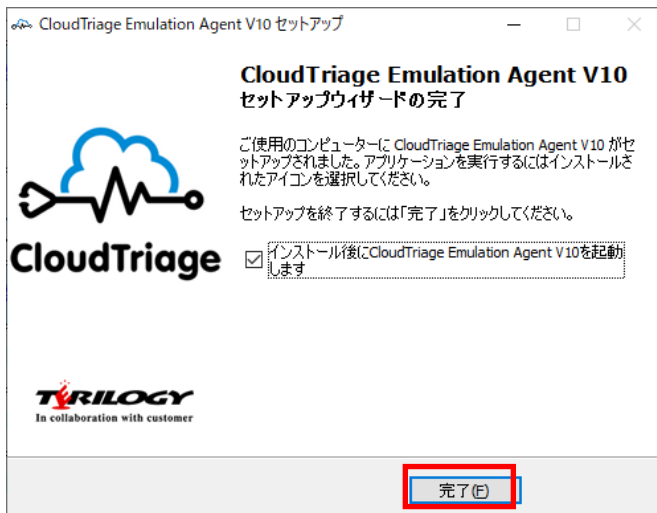 CloudTriage Emulation Agent V10 セットアップ
CloudTriage Emulation Agent V10
セットアップウィザードの完了
ご使用のコンピューターに CloudTriage Emulation Agent V10 がセ
ットアップされました。アプリケーションを実行するにはインストールさ
れたアイコンを選択してください。
セットアップを終了するには「完了」をクリックしてください。
CloudTriage
インストール後にCloudTriage Emulation Agent V10を起動
します
TERILOGY
In collaboration with customer
完了(F)